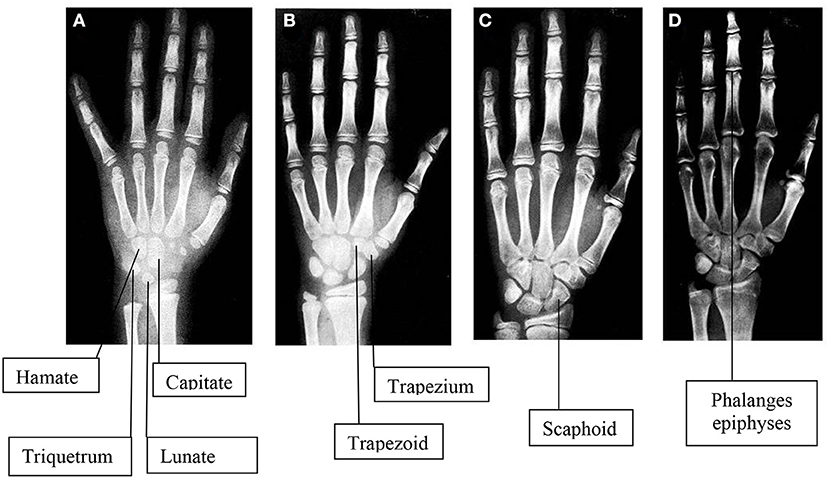 A
B
C
D
Hamate
Capitate
Trapezium
Phalanges
epiphyses
Triquetrum
Lunate
Trapezoid
Scaphoid